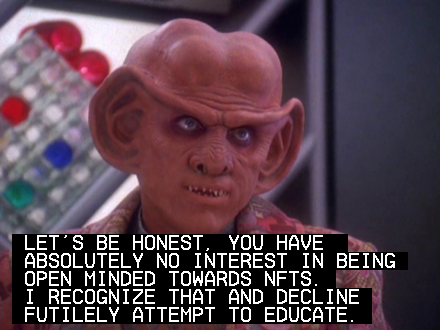 LET'S BE HONEST, YOU HAVE
ABSOLUTELY NO INTEREST IN BEING
OPEN MINDED TOWARDS NFTS.
I RECOGNIZE THAT AND DECLINE
FUTILELY ATTEMPT TO EDUCATE.